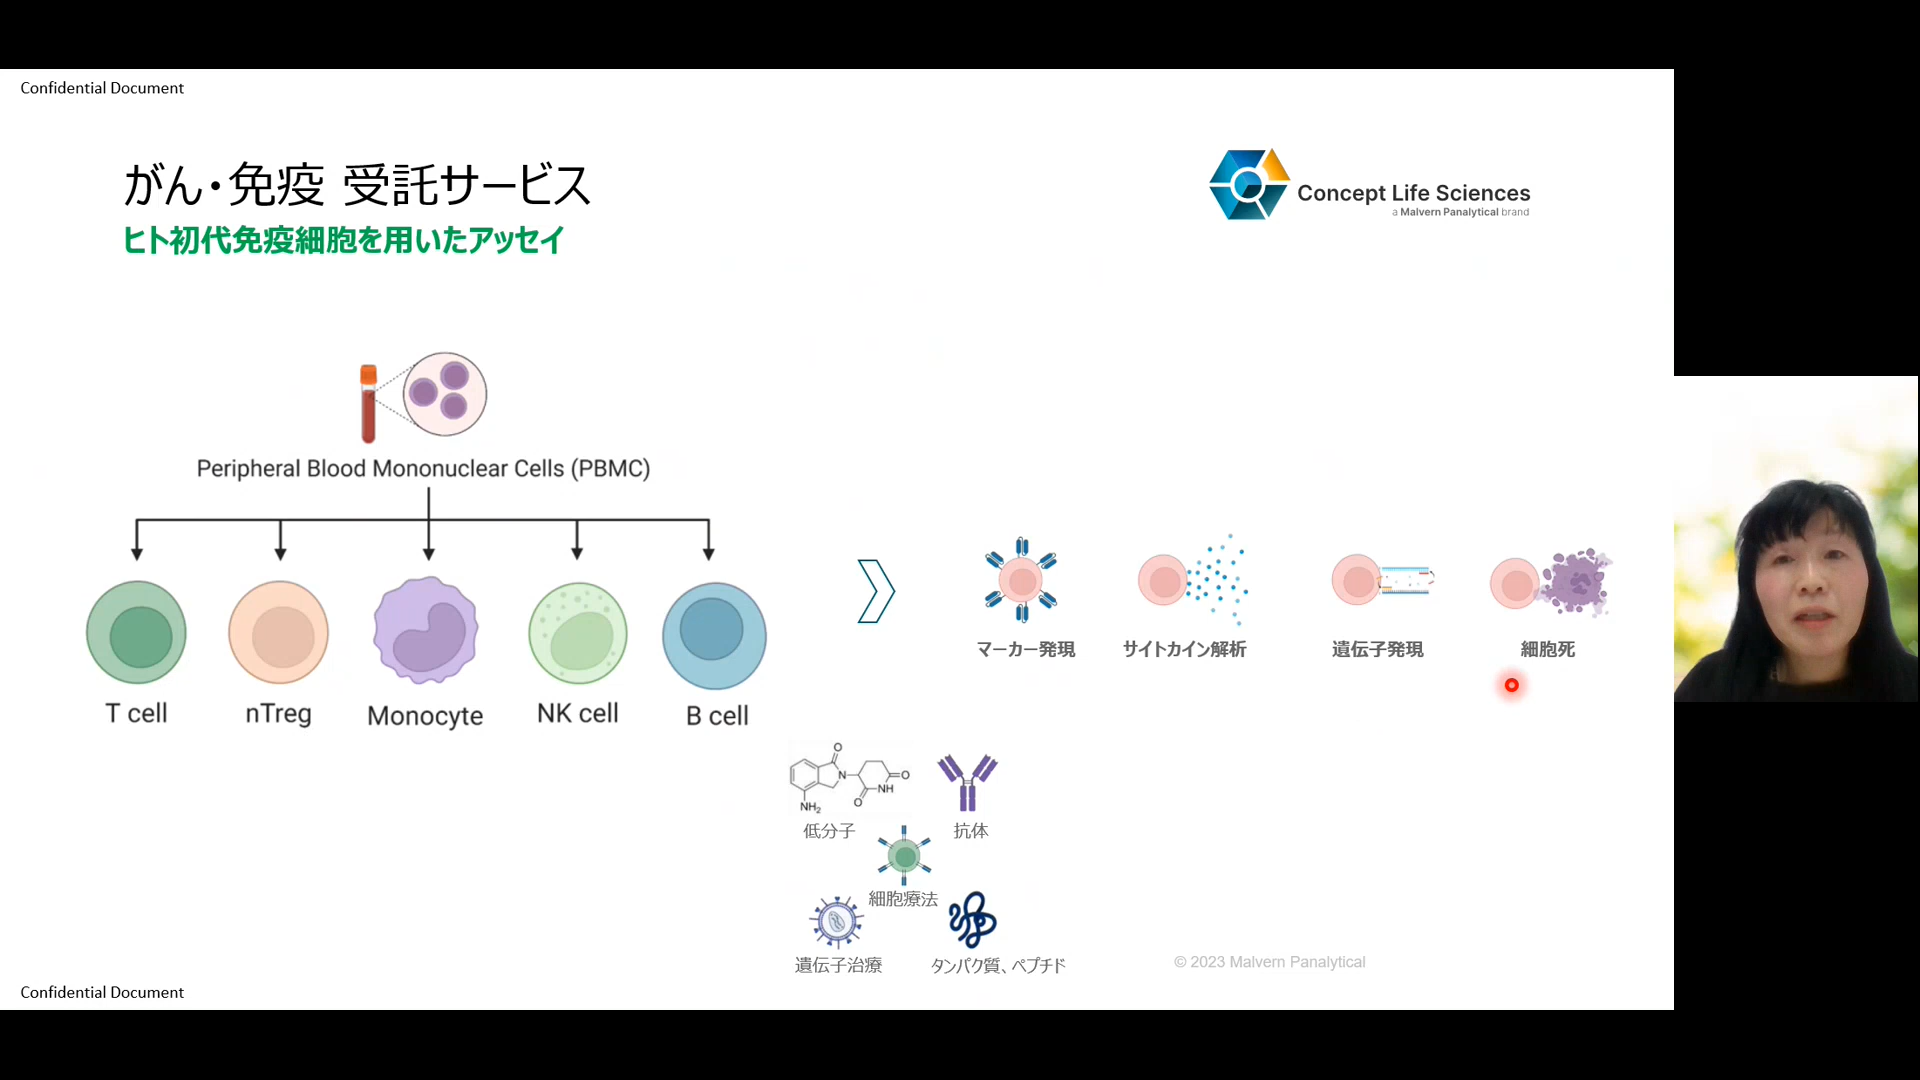 Confidential Document
がん・免疫 受託サービス
ヒト初代免疫細胞を用いたアッセイ
Concept Life Sciences
a Malvern Panalytical brand
Peripheral Blood Mononuclear Cells (PBMC)
T cell
nTreg
Monocyte
NK cell
B cell
マーカー発現
サイトカイン解析
遺伝子発現
細胞死
O
N
O
NH
O
NH₂
低分子
抗体
細胞療法
遺伝子治療
タンパク質、ペプチド
© 2023 Malvern Panalytical
Confidential Document